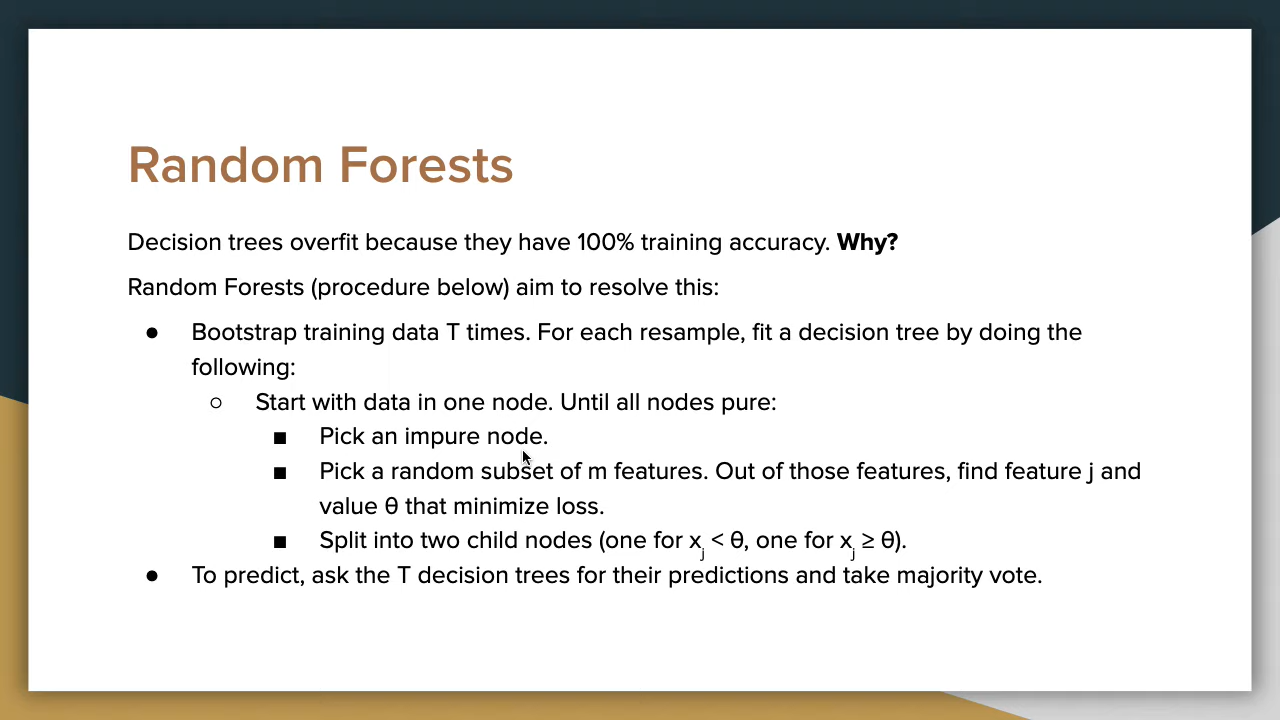 Random Forests
Decision trees overfit because they have 100% training accuracy. Why?
Random Forests (procedure below) aim to resolve this:
● Bootstrap training data T times. For each resample, fit a decision tree by doing the
following:
○ Start with data in one node. Until all nodes pure:
■ Pick an impure node.
■ Pick a random subset of m features. Out of those features, find feature j and
value θ that minimize loss.
■ Split into two child nodes (one for xj < θ, one for xj ≥ θ).
● To predict, ask the T decision trees for their predictions and take majority vote.